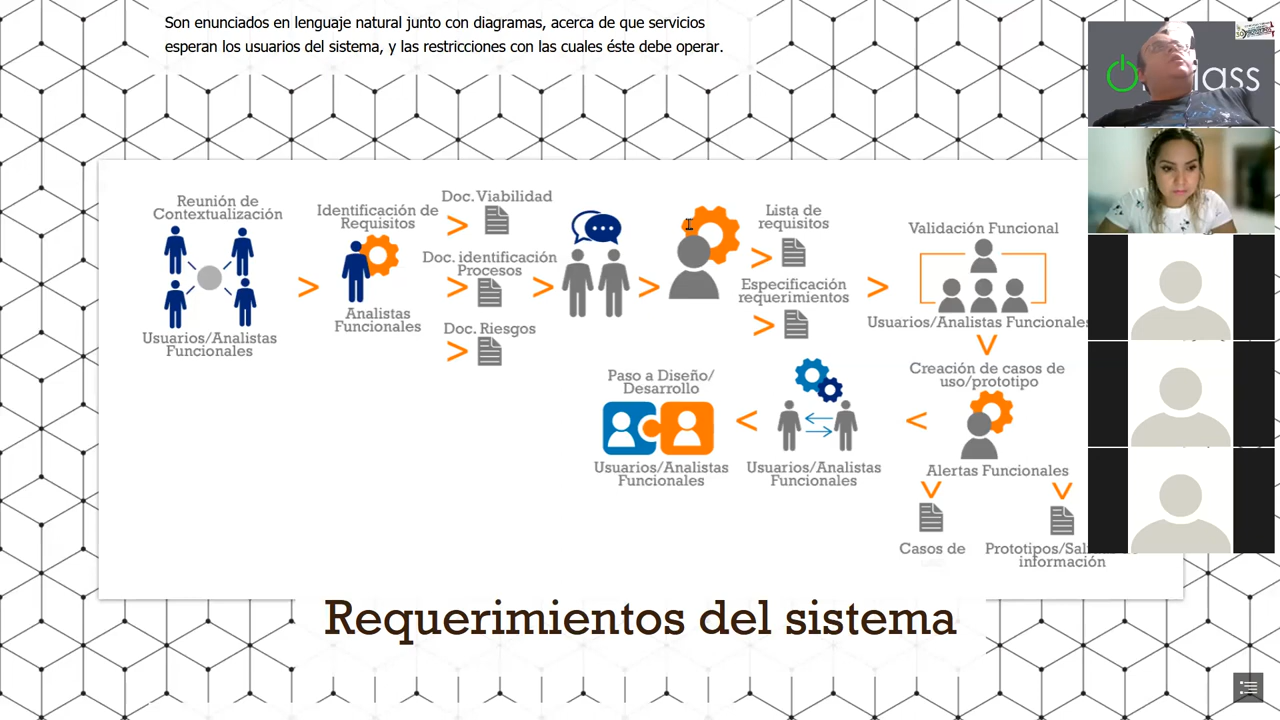 Son enunciados en lenguaje natural junto con diagramas, acerca de que servicios
esperan los usuarios del sistema, y las restricciones con las cuales éste debe operar.
Reunión de
Contextualización
Usuarios/Analistas
Funcionales
Identificación de
Requisitos
Analistas
Funcionales
Doc. Viabilidad
Doc. identificación
Procesos
Doc. Riesgos
Lista de
requisitos
Especificación
requerimientos
Validación Funcional
Usuarios/Analistas Funcionales
Creación de casos de
uso/prototipo
Alertas Funcionales
Casos de
Prototipos/Sal
información
Usuarios/Analistas
Funcionales
Paso a Diseño/
Desarrollo
Usuarios/Analistas
Funcionales
Requerimientos del sistema